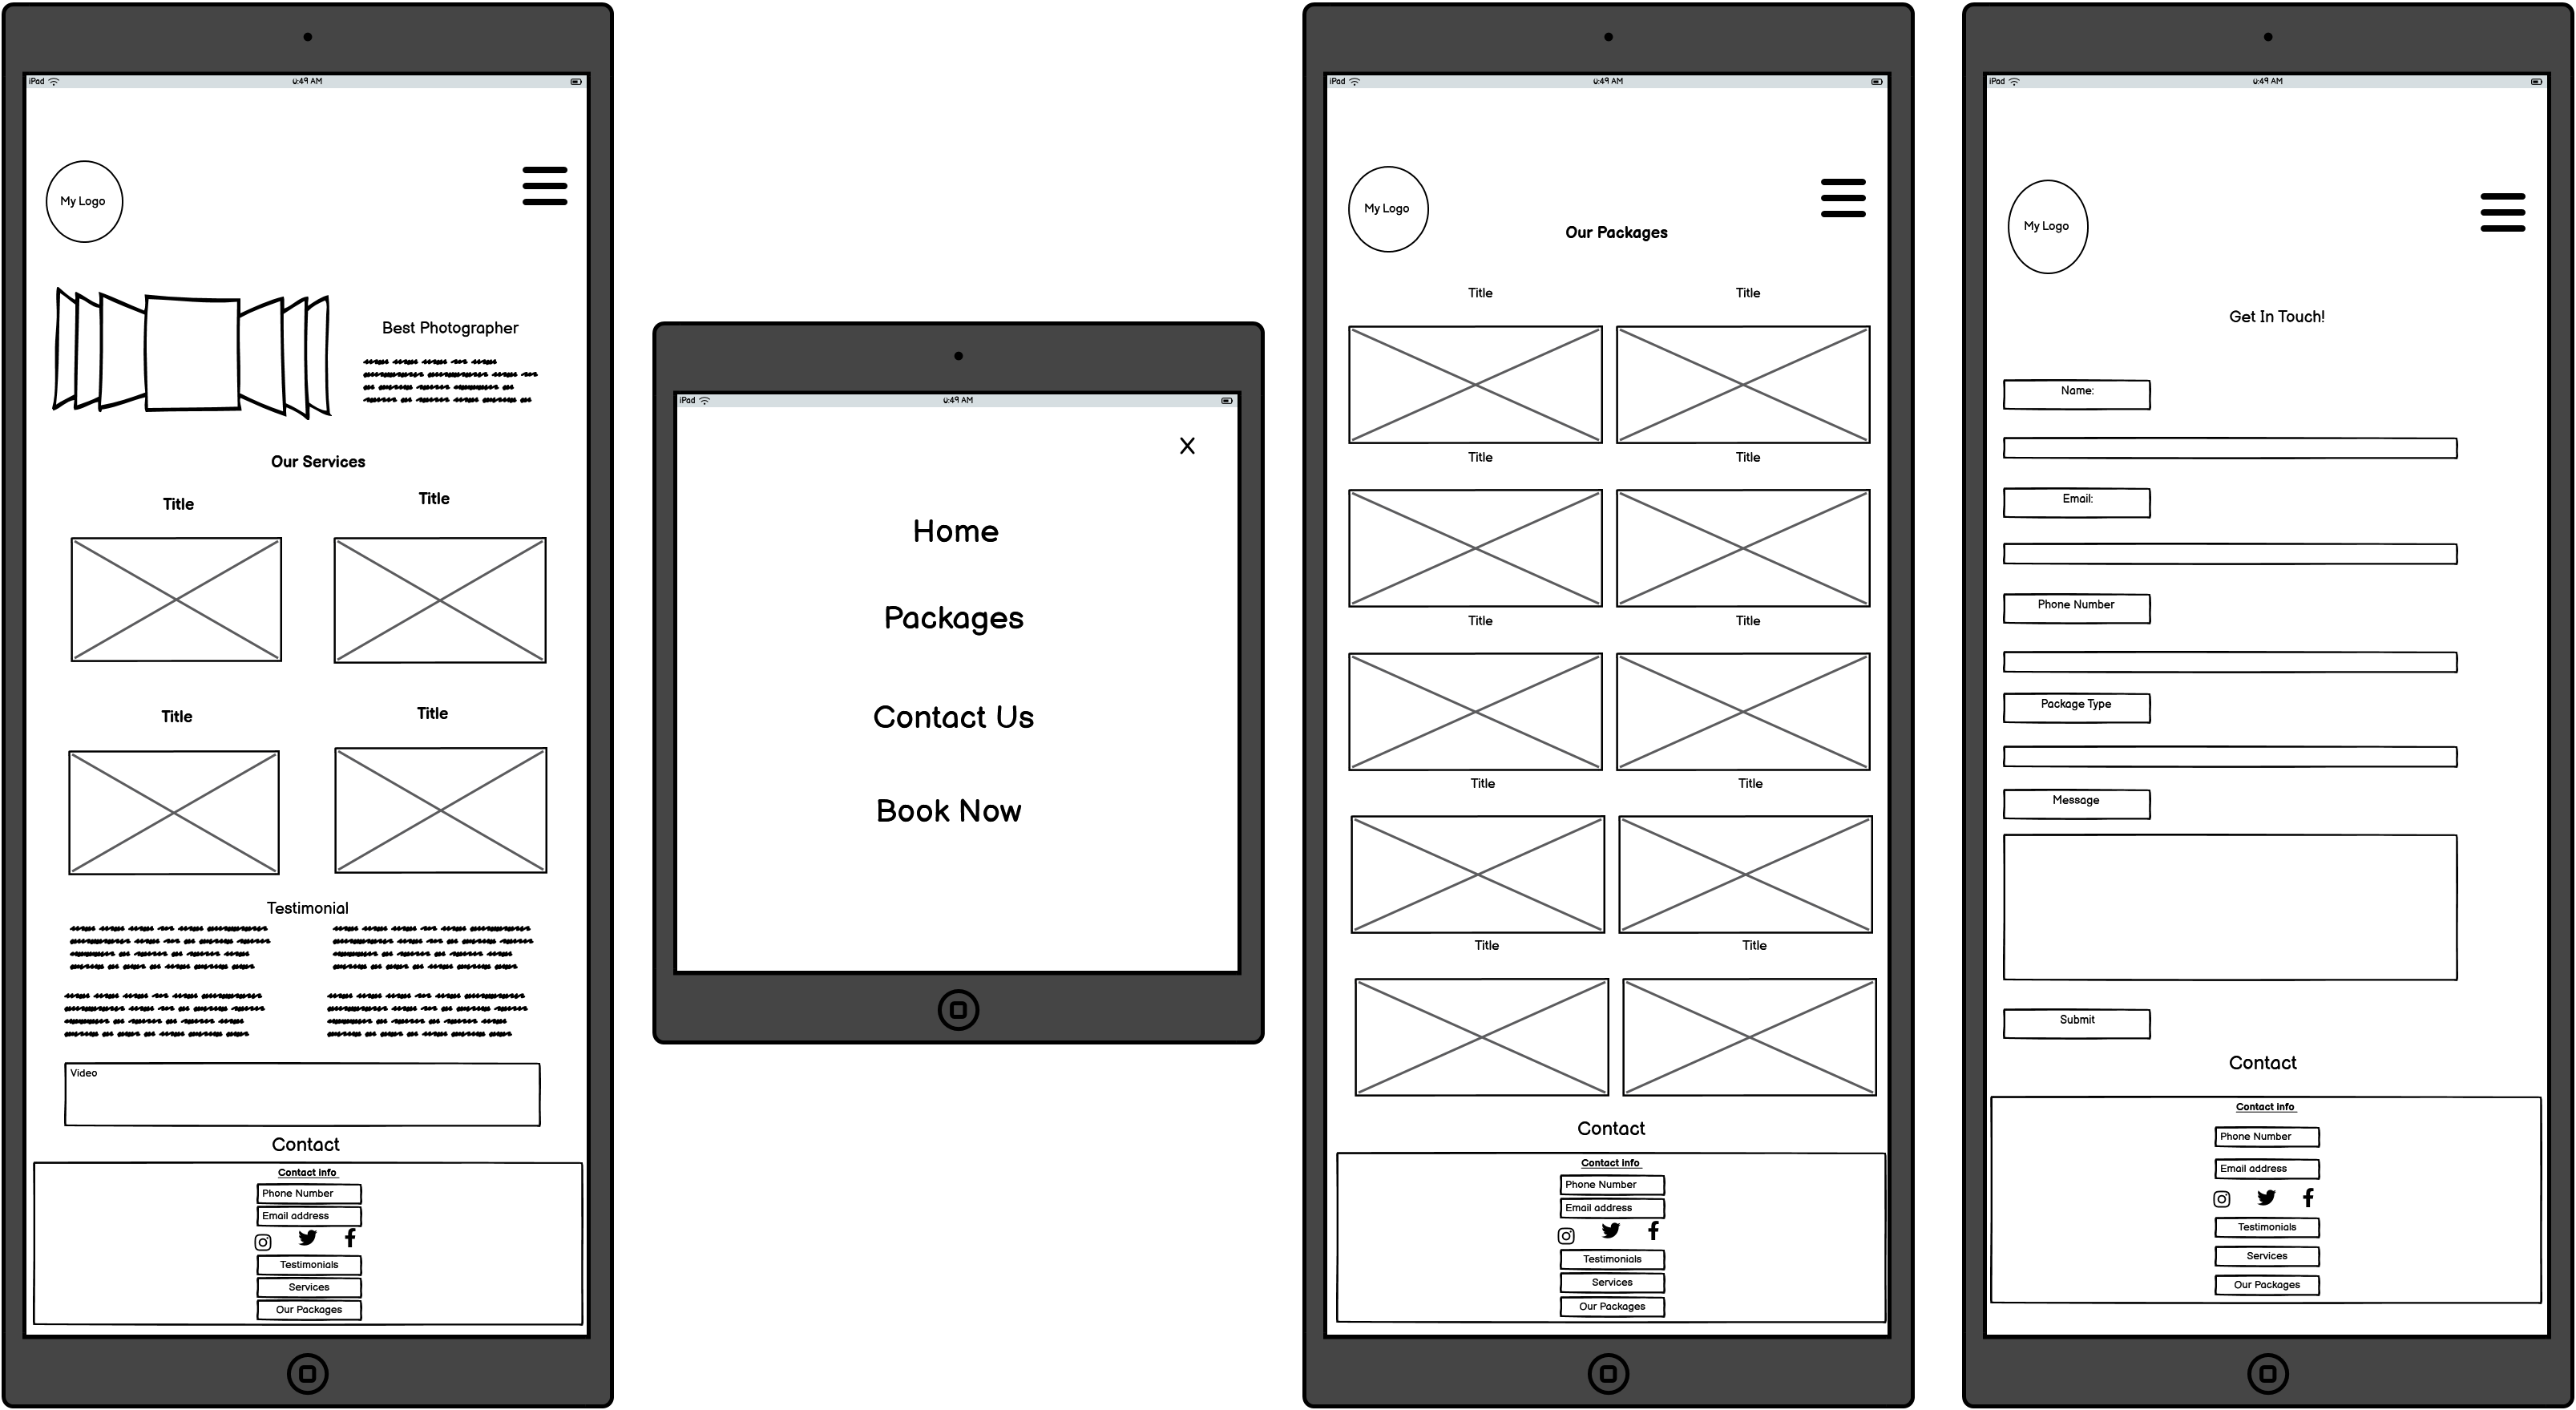 iPad 0:49 AM
My Logo
Best Photographer
Our Services
Title Title
Title Title
Testimonial
Video
Contact
Contact info
Phone Number
Email address
Testimonials
Services
Our Packages
iPad 0:49 AM
X
Home
Packages
Contact Us
Book Now
iPad 0:49 AM
My Logo
Our Packages
Title Title
Title Title
Title Title
Title Title
Title Title
Contact
Contact info
Phone Number
Email address
Testimonials
Services
Our Packages
iPad 0:49 AM
My Logo
Get In Touch!
Name:
Email:
Phone Number
Package Type
Message
Submit
Contact
Contact info
Phone Number
Email address
Testimonials
Services
Our Packages